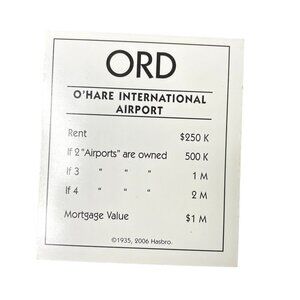 ORD
O'HARE INTERNATIONAL
AIRPORT
Rent $250 K
If 2 "Airports" are owned 500 K
If 3 " " " 1 M
If 4 " " " 2 M
Mortgage Value $1 M
©1935, 2006 Hasbro.